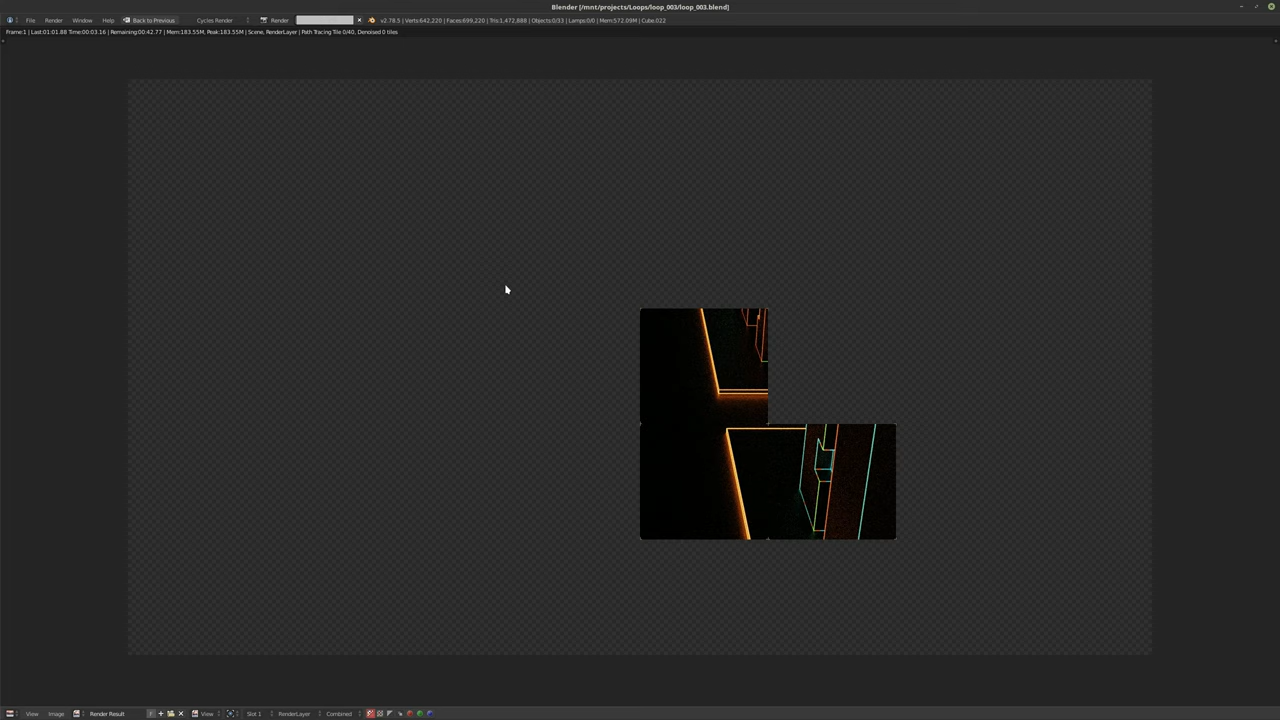 Blender [/mnt/projects/Loops/loop_003/loop_003.blend]
File Render Window Help Back to Previous Cycles Render Render v2.78.5 | Verts:642,220 | Faces:699,220 | Tris:1,472,888 | Objects:0/33 | Lamps:0/0 | Mem:572.09M | Cube.022
Frame:1 | Last:01:01.88 Time:00:03.16 | Remaining:00:42.77 | Mem:183.55M, Peak:183.55M | Scene, RenderLayer | Path Tracing Tile 0/40, Denoised 0 tiles
View Image Render Result F View Slot 1 RenderLayer Combined